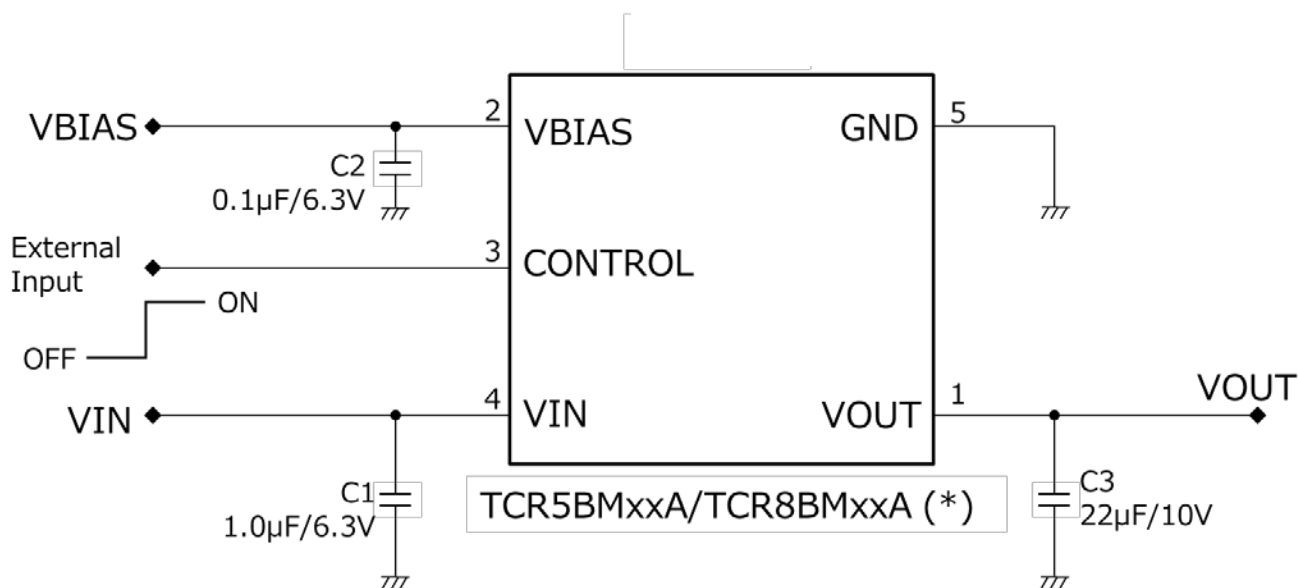 VBIAS
2
VBIAS
GND
5
C2
0.1µF/6.3V
External
Input
3
CONTROL
ON
OFF
VIN
4
VIN
VOUT
1
VOUT
C1
1.0µF/6.3V
TCR5BMxxA/TCR8BMxxA (*)
C3
22µF/10V